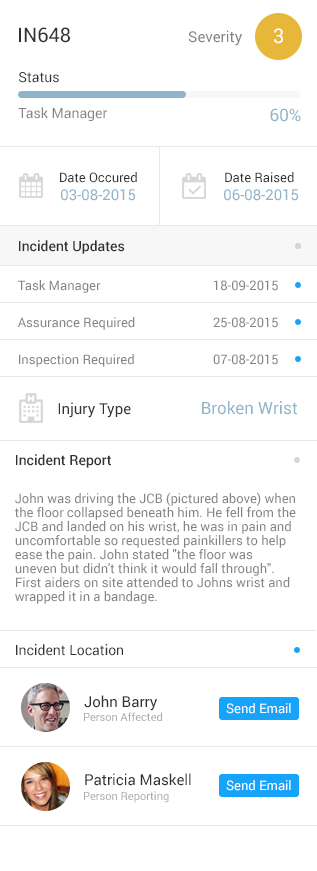 IN648
Severity 3
Status
Task Manager 60%
Date Occured Date Raised
03-08-2015 06-08-2015
Incident Updates
Task Manager 18-09-2015
Assurance Required 25-08-2015
Inspection Required 07-08-2015
Injury Type Broken Wrist
Incident Report
John was driving the JCB (pictured above) when
the floor collapsed beneath him. He fell from the
JCB and landed on his wrist, he was in pain and
uncomfortable so requested painkillers to help
ease the pain. John stated "the floor was
uneven but didn't think it would fall through".
First aiders on site attended to Johns wrist and
wrapped it in a bandage.
Incident Location
John Barry
Person Affected
Send Email
Patricia Maskell
Person Reporting
Send Email